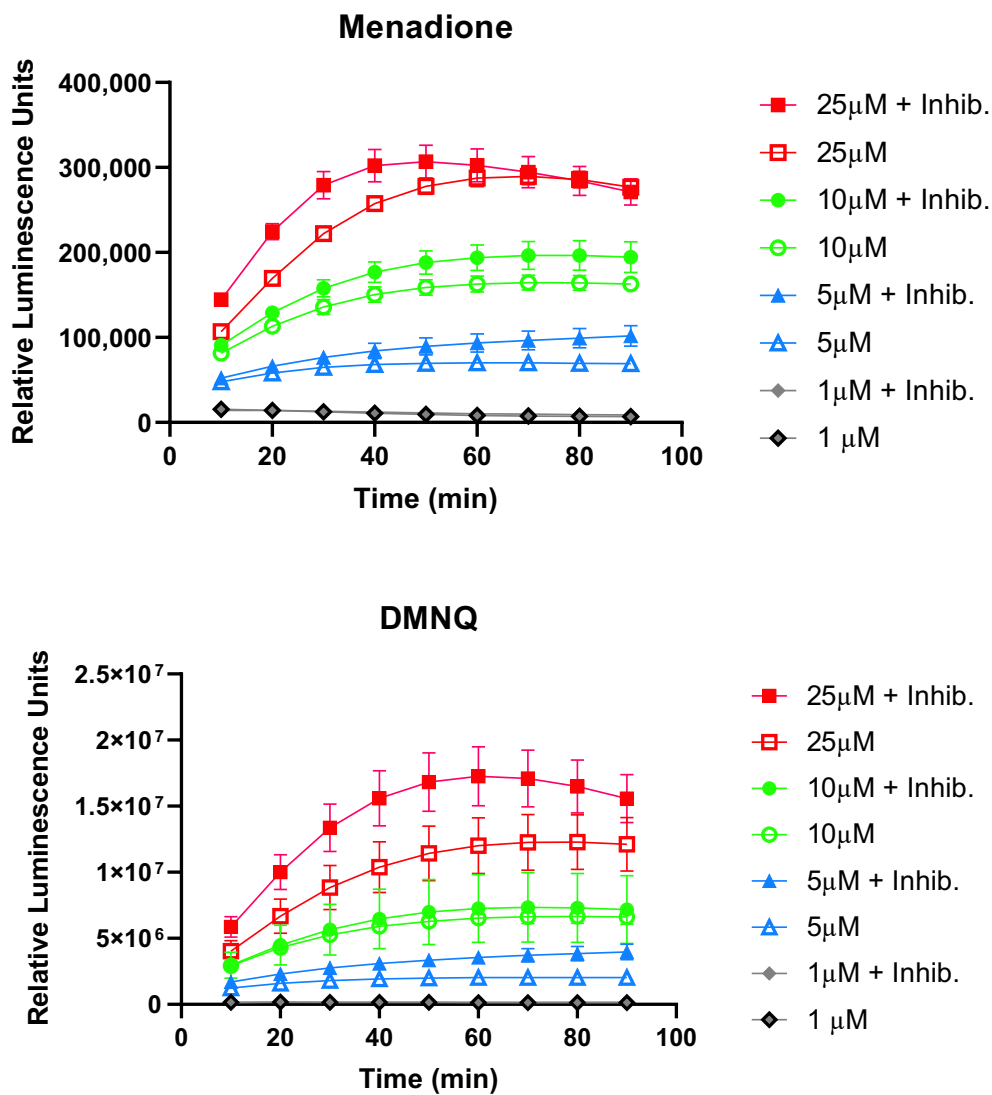 Menadione
Relative Luminescence Units
400,000
300,000
200,000
100,000
0
0
20
40
60
80
100
Time (min)
25μM + Inhib.
25μM
10μM + Inhib.
10μM
5μM + Inhib.
5μM
1μM + Inhib.
1 μM
DMNQ
Relative Luminescence Units
2.5×10⁷
2×10⁷
1.5×10⁷
1×10⁷
5×10⁶
0
0
20
40
60
80
100
Time (min)
25μM + Inhib.
25μM
10μM + Inhib.
10μM
5μM + Inhib.
5μM
1μM + Inhib.
1 μM